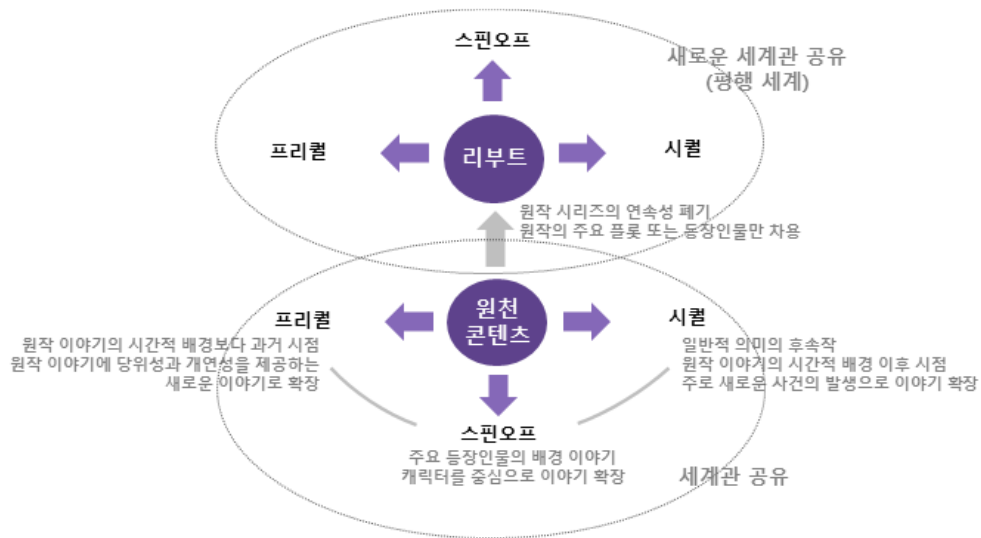 스핀오프
새로운 세계관 공유
(평행 세계)
프리퀄
리부트
시퀄
원작 시리즈의 연속성 폐기
원작의 주요 플롯 또는 등장인물만 차용
원천
콘텐츠
프리퀄
원작 이야기의 시간적 배경보다 과거 시점
원작 이야기에 당위성과 개연성을 제공하는
새로운 이야기로 확장
시퀄
일반적 의미의 후속작
원작 이야기의 시간적 배경 이후 시점
주로 새로운 사건의 발생으로 이야기 확장
스핀오프
주요 등장인물의 배경 이야기
캐릭터를 중심으로 이야기 확장
세계관 공유